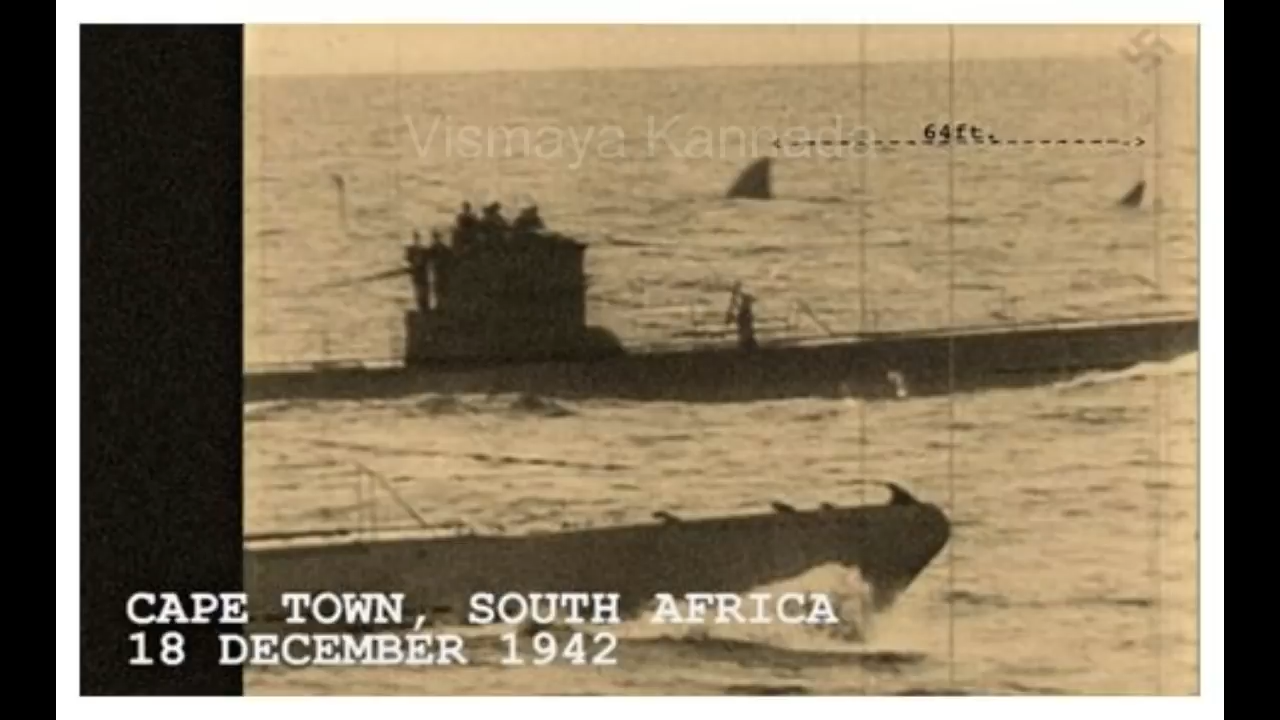 Vismaya Kannada
64ft.
CAPE TOWN, SOUTH AFRICA
18 DECEMBER 1942